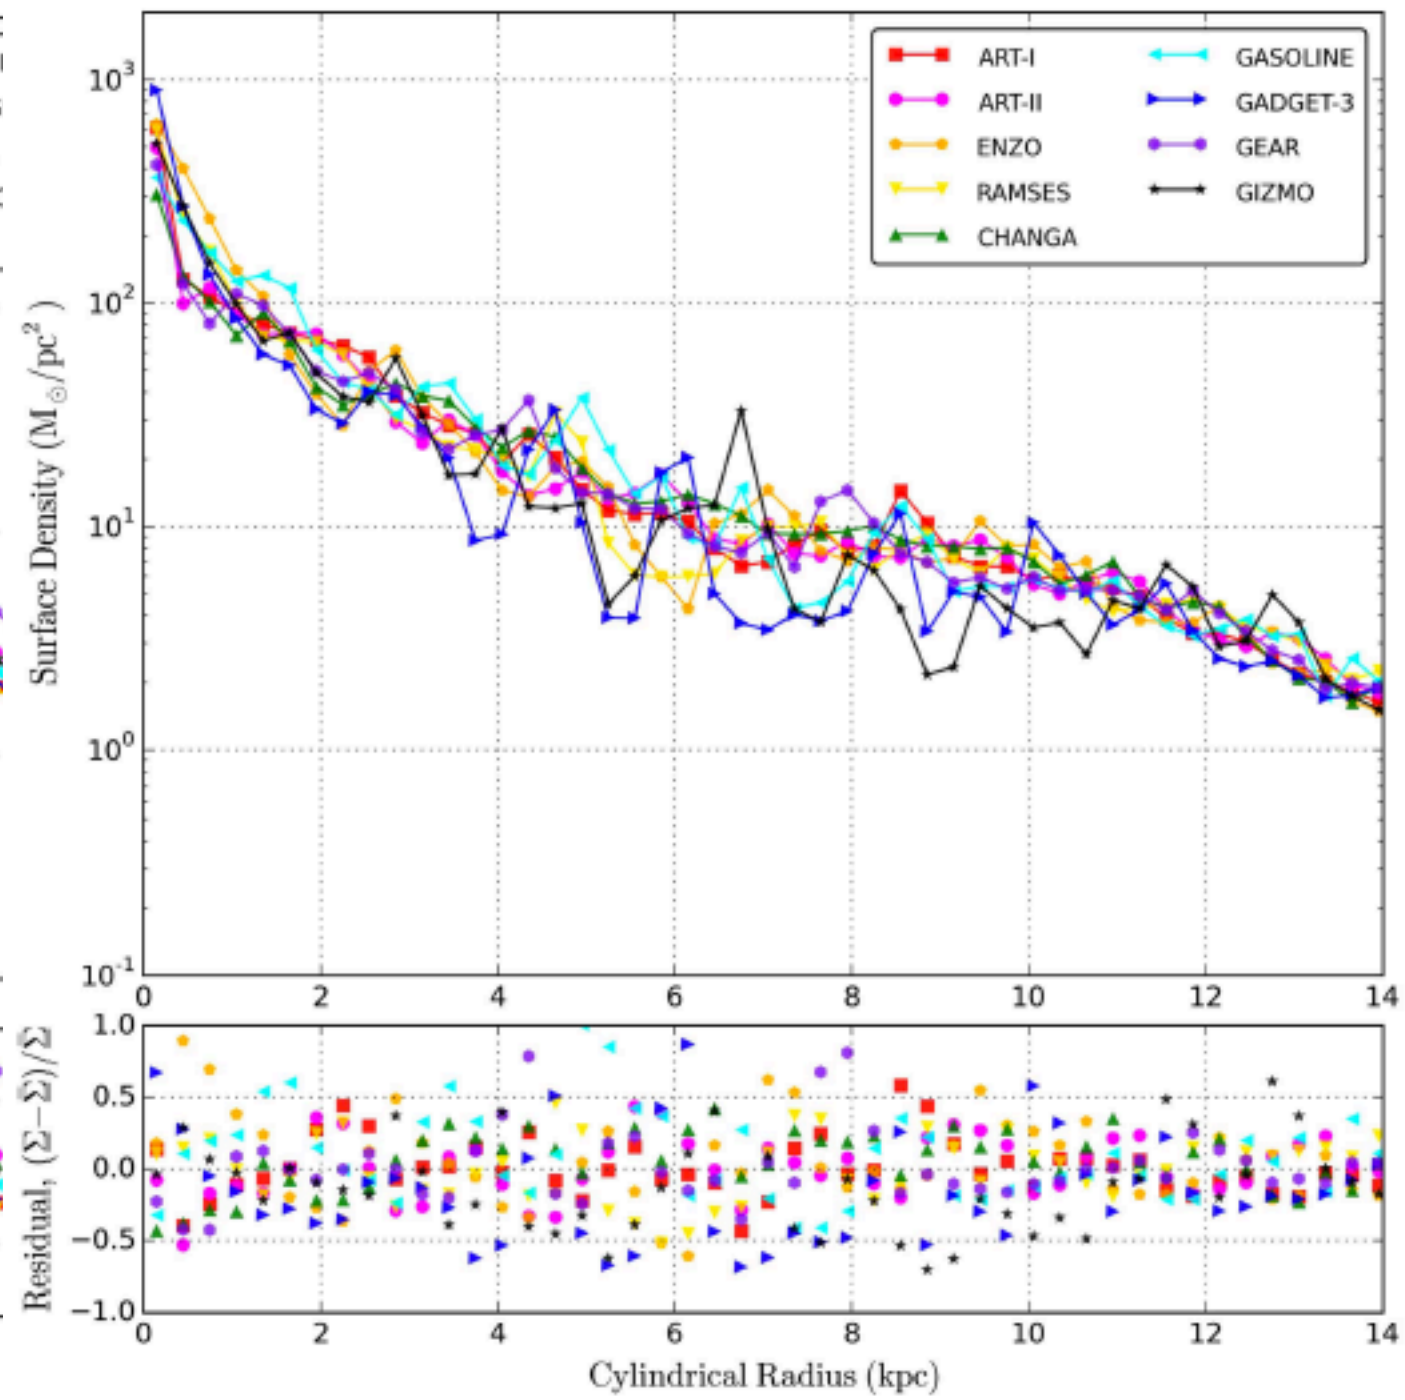 10³
10²
10¹
10⁰
10⁻¹
Surface Density (M⊙/pc²)
ART-I
ART-II
ENZO
RAMSES
CHANGA
GASOLINE
GADGET-3
GEAR
GIZMO
0 2 4 6 8 10 12 14
1.0
0.5
0.0
−0.5
−1.0
Residual, (Σ−Σ̄)/Σ̄
0 2 4 6 8 10 12 14
Cylindrical Radius (kpc)